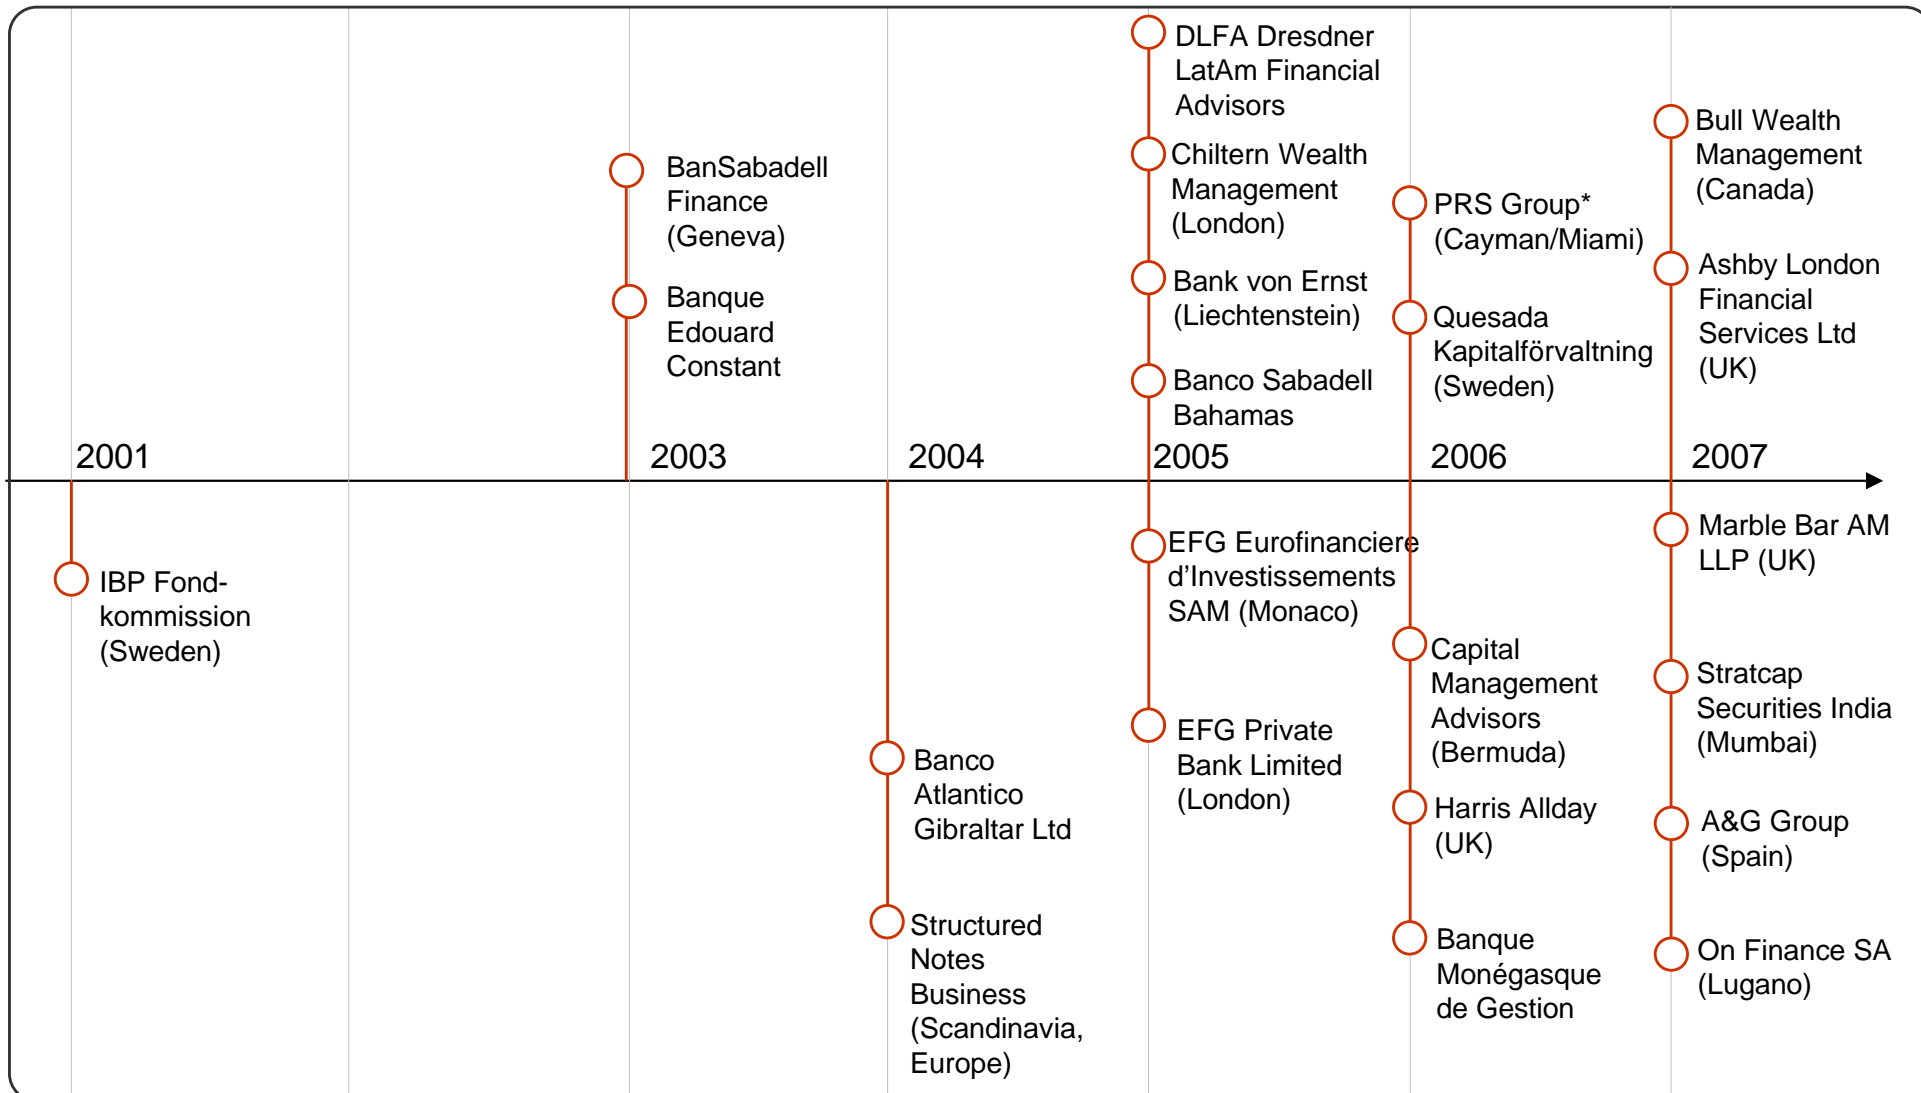 DLFA Dresdner
LatAm Financial
Advisors
Chiltern Wealth
Management
(London)
Bank von Ernst
(Liechtenstein)
Banco Sabadell
Bahamas
BanSabadell
Finance
(Geneva)
Banque
Edouard
Constant
PRS Group*
(Cayman/Miami)
Quesada
Kapitalförvaltning
(Sweden)
Bull Wealth
Management
(Canada)
Ashby London
Financial
Services Ltd
(UK)
2001
2003
2004
2005
2006
2007
IBP Fond-
kommission
(Sweden)
Banco
Atlantico
Gibraltar Ltd
Structured
Notes
Business
(Scandinavia,
Europe)
EFG Eurofinanciere
d’Investissements
SAM (Monaco)
EFG Private
Bank Limited
(London)
Capital
Management
Advisors
(Bermuda)
Harris Allday
(UK)
Banque
Monégasque
de Gestion
Marble Bar AM
LLP (UK)
Stratcap
Securities India
(Mumbai)
A&G Group
(Spain)
On Finance SA
(Lugano)